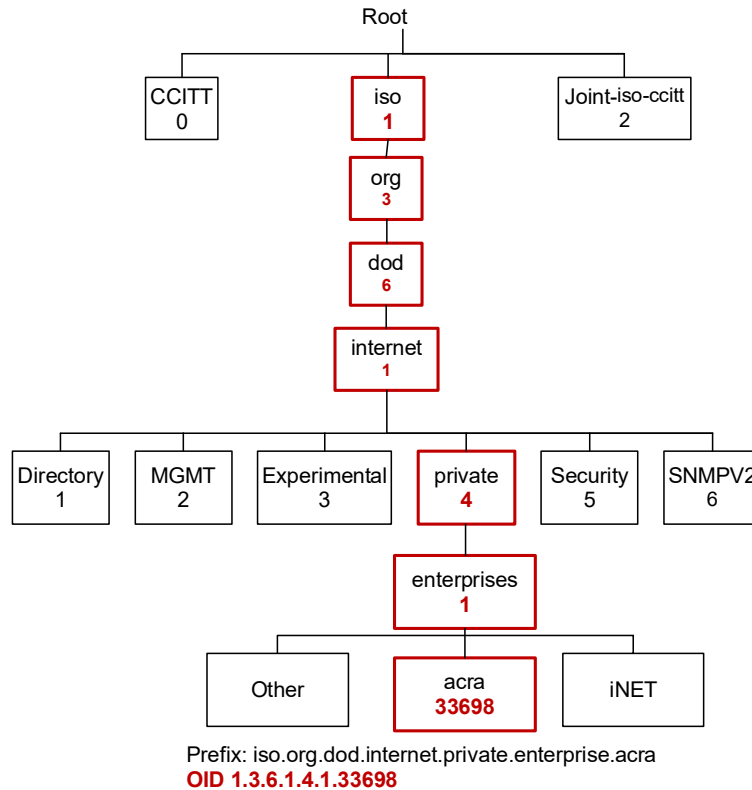 Root
CCITT
0
iso
1
Joint-iso-ccitt
2
org
3
dod
6
internet
1
Directory
1
MGMT
2
Experimental
3
private
4
Security
5
SNMPV2
6
enterprises
1
Other
acra
33698
iNET
Prefix: iso.org.dod.internet.private.enterprise.acra
OID 1.3.6.1.4.1.33698